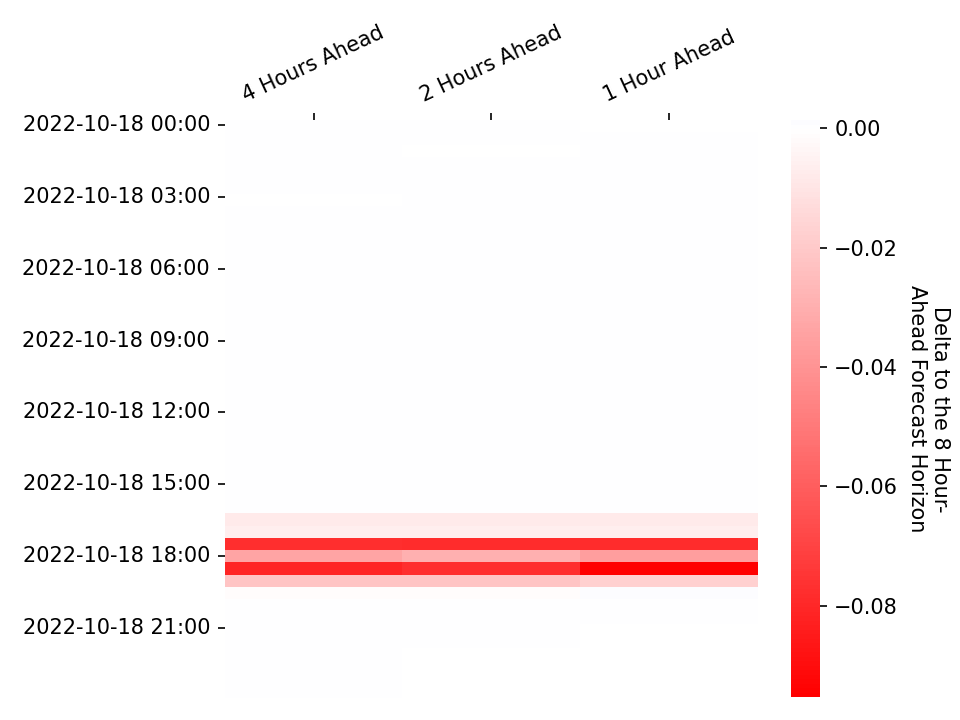 4 Hours Ahead
2 Hours Ahead
1 Hour Ahead
2022-10-18 00:00
2022-10-18 03:00
2022-10-18 06:00
2022-10-18 09:00
2022-10-18 12:00
2022-10-18 15:00
2022-10-18 18:00
2022-10-18 21:00
0.00
−0.02
−0.04
−0.06
−0.08
Delta to the 8 Hour-
Ahead Forecast Horizon